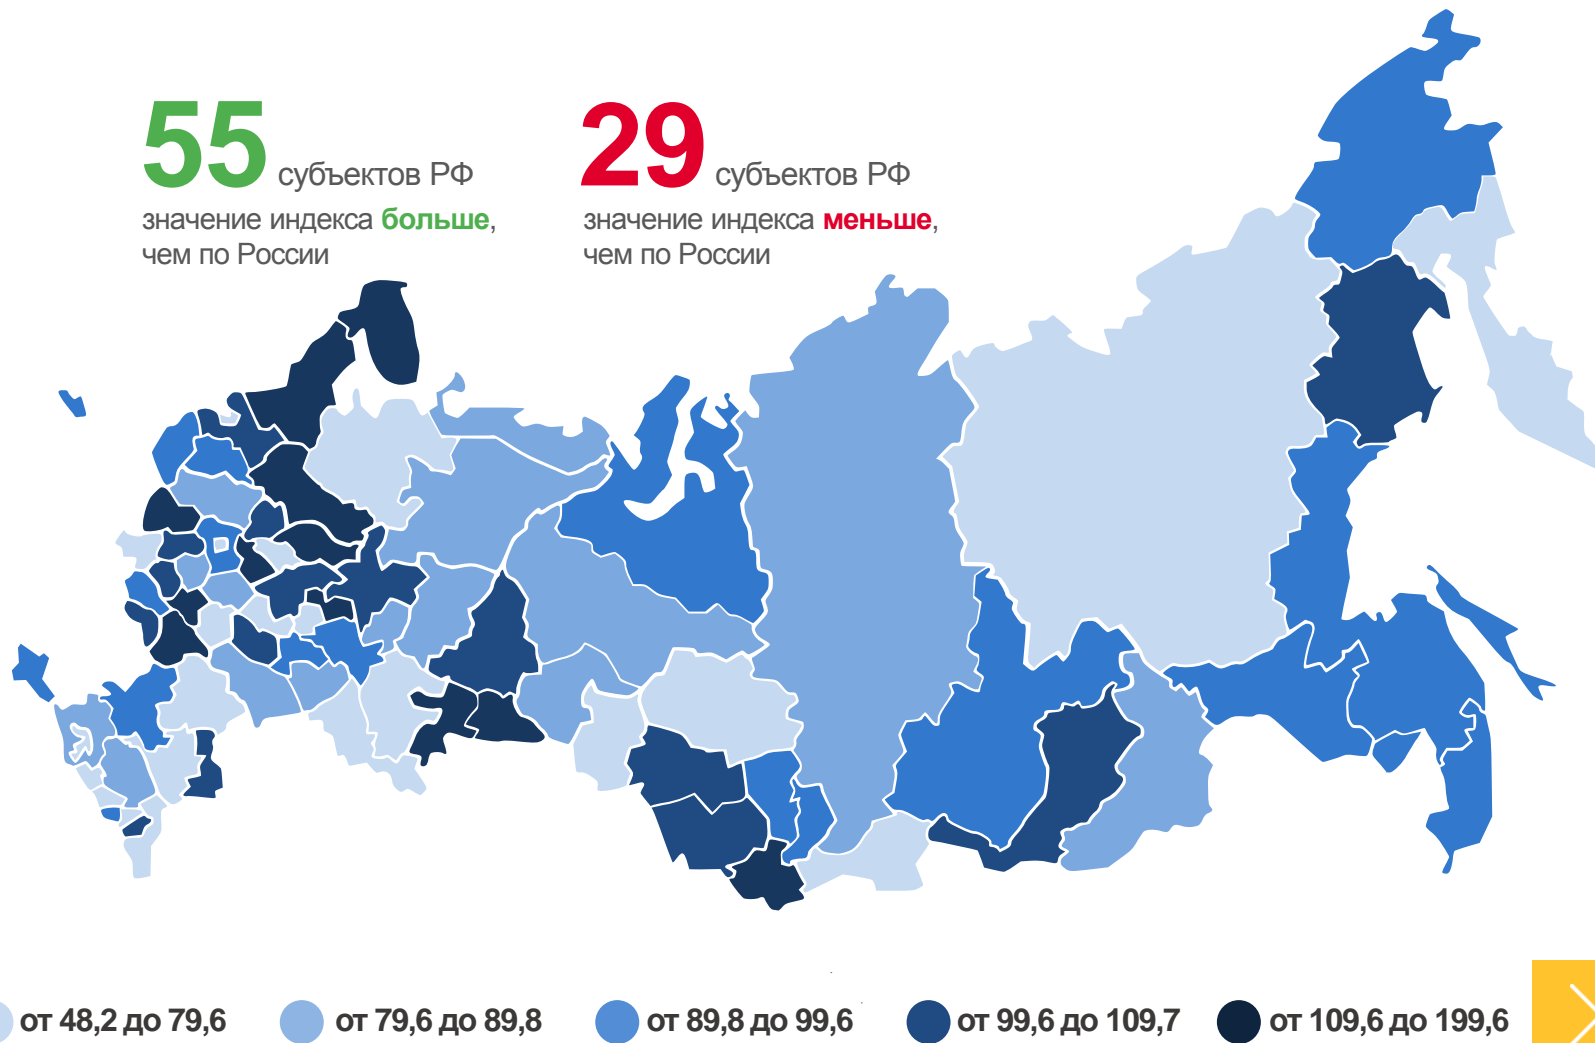 55 субъектов РФ
значение индекса больше,
чем по России
29 субъектов РФ
значение индекса меньше,
чем по России
от 48,2 до 79,6
от 79,6 до 89,8
от 89,8 до 99,6
от 99,6 до 109,7
от 109,6 до 199,6